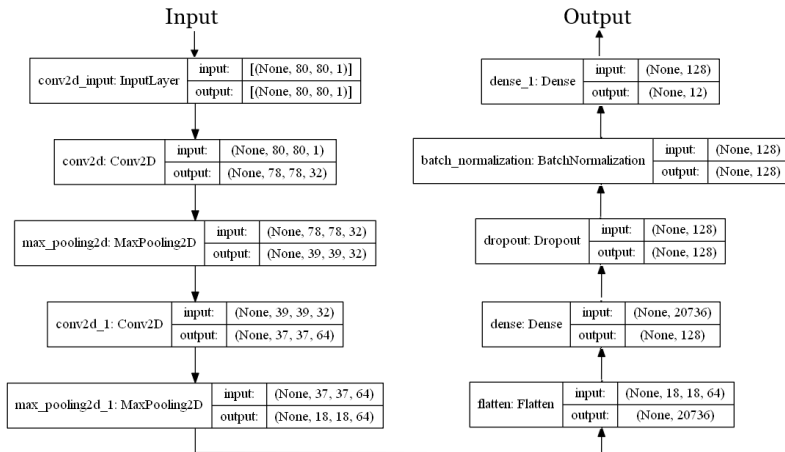 Input
conv2d_input: InputLayer
input:
[(None, 80, 80, 1)]
output:
[(None, 80, 80, 1)]
conv2d: Conv2D
input:
(None, 80, 80, 1)
output:
(None, 78, 78, 32)
max_pooling2d: MaxPooling2D
input:
(None, 78, 78, 32)
output:
(None, 39, 39, 32)
conv2d_1: Conv2D
input:
(None, 39, 39, 32)
output:
(None, 37, 37, 64)
max_pooling2d_1: MaxPooling2D
input:
(None, 37, 37, 64)
output:
(None, 18, 18, 64)
Output
dense_1: Dense
input:
(None, 128)
output:
(None, 12)
batch_normalization: BatchNormalization
input:
(None, 128)
output:
(None, 128)
dropout: Dropout
input:
(None, 128)
output:
(None, 128)
dense: Dense
input:
(None, 20736)
output:
(None, 128)
flatten: Flatten
input:
(None, 18, 18, 64)
output:
(None, 20736)